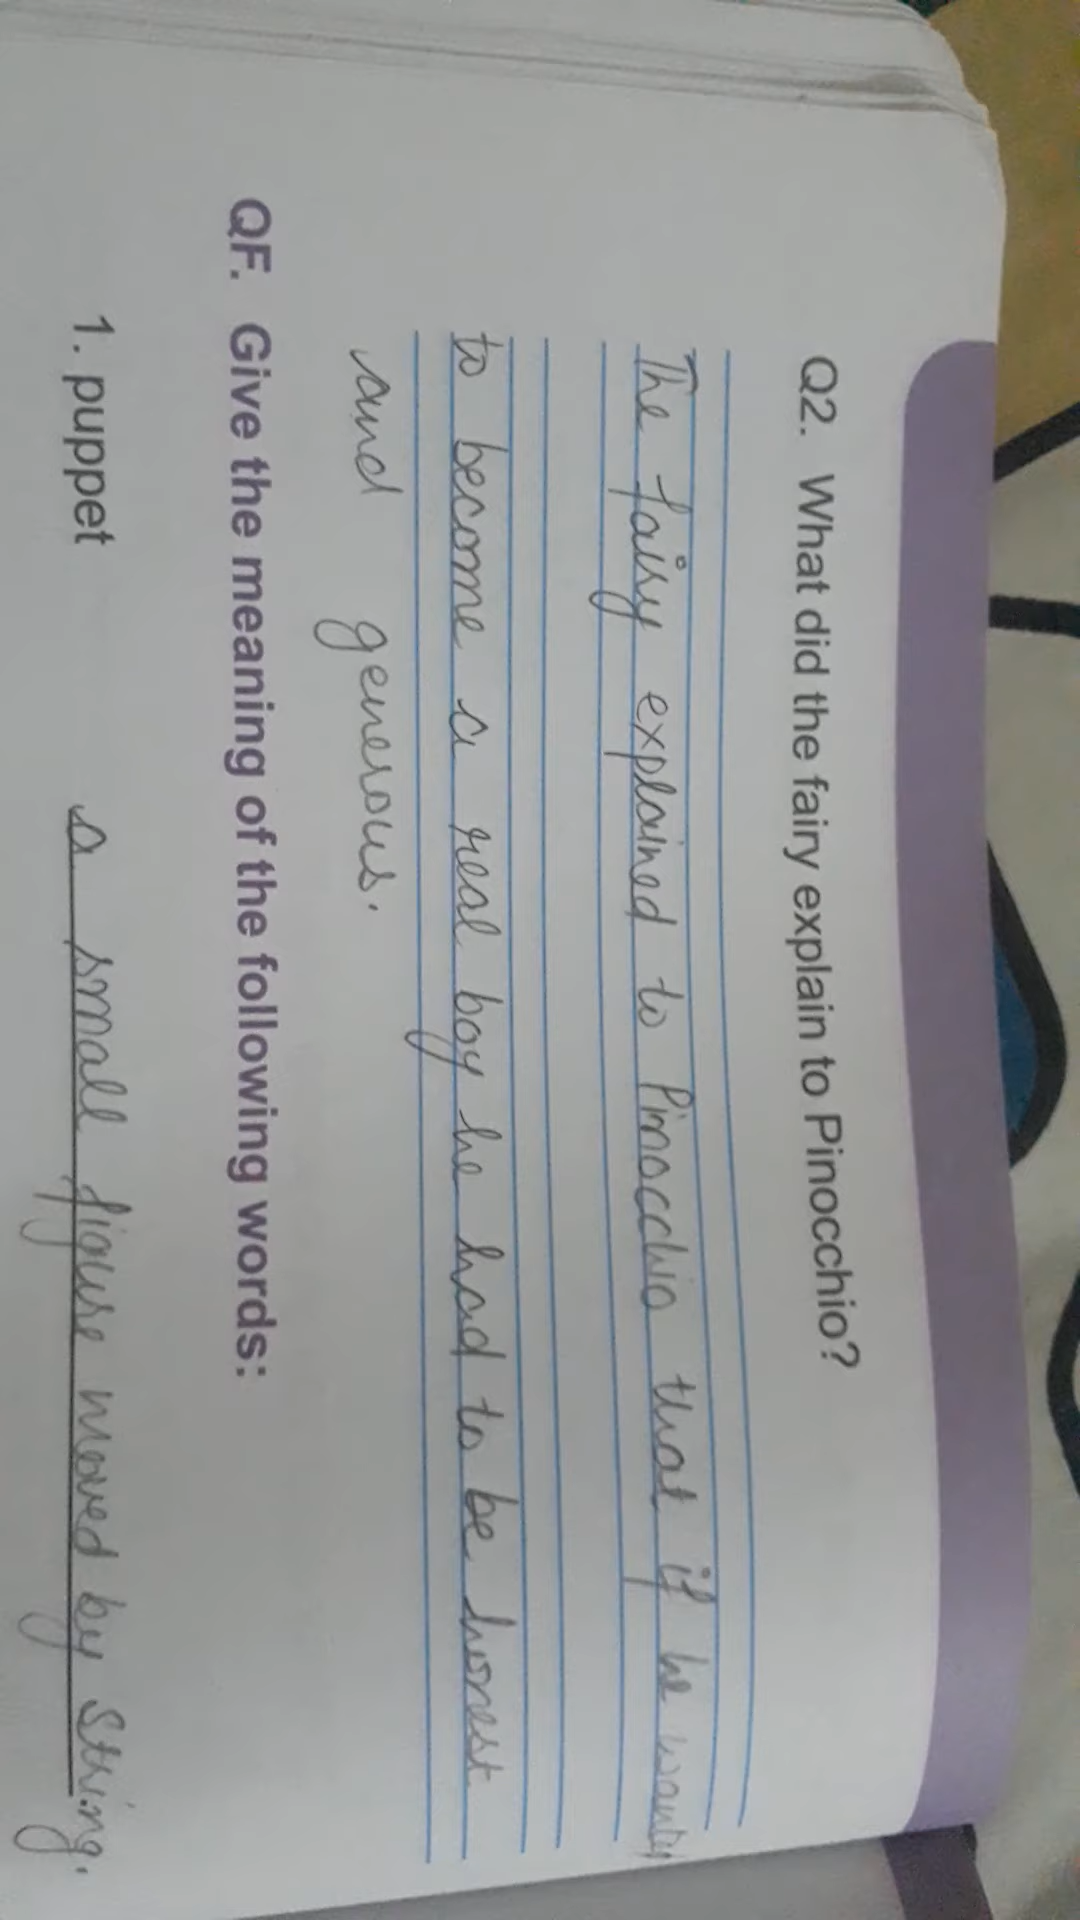 Q2. What did the fairy explain to Pinocchio?
The fairy explained to Pinocchio that if he
to become a real boy he had to be honest
and generous.
QF. Give the meaning of the following words:
1. puppet a small figure moved by string.